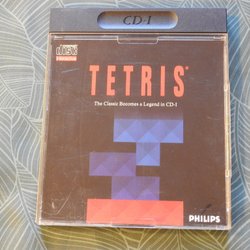 CD-I
TETRIS®
The Classic Becomes a Legend in CD-I
PHILIPS